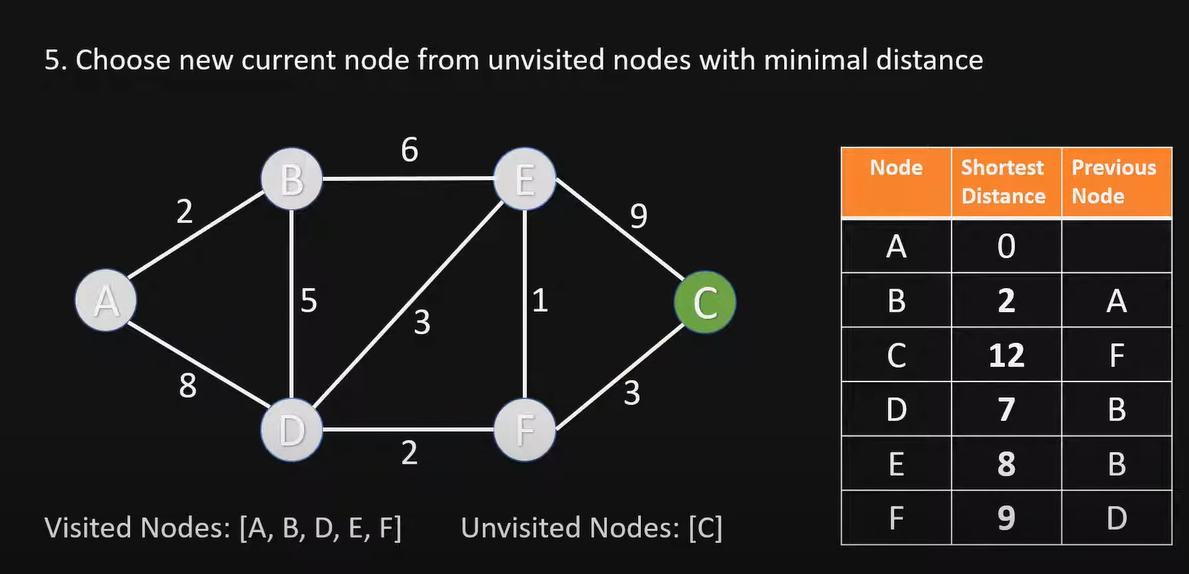 5. Choose new current node from unvisited nodes with minimal distance
6
B
E
2
9
A
5
3
1
C
8
3
D
F
2
Visited Nodes: [A, B, D, E, F]
Unvisited Nodes: [C]
Node Shortest Distance Previous Node
A 0
B 2 A
C 12 F
D 7 B
E 8 B
F 9 D